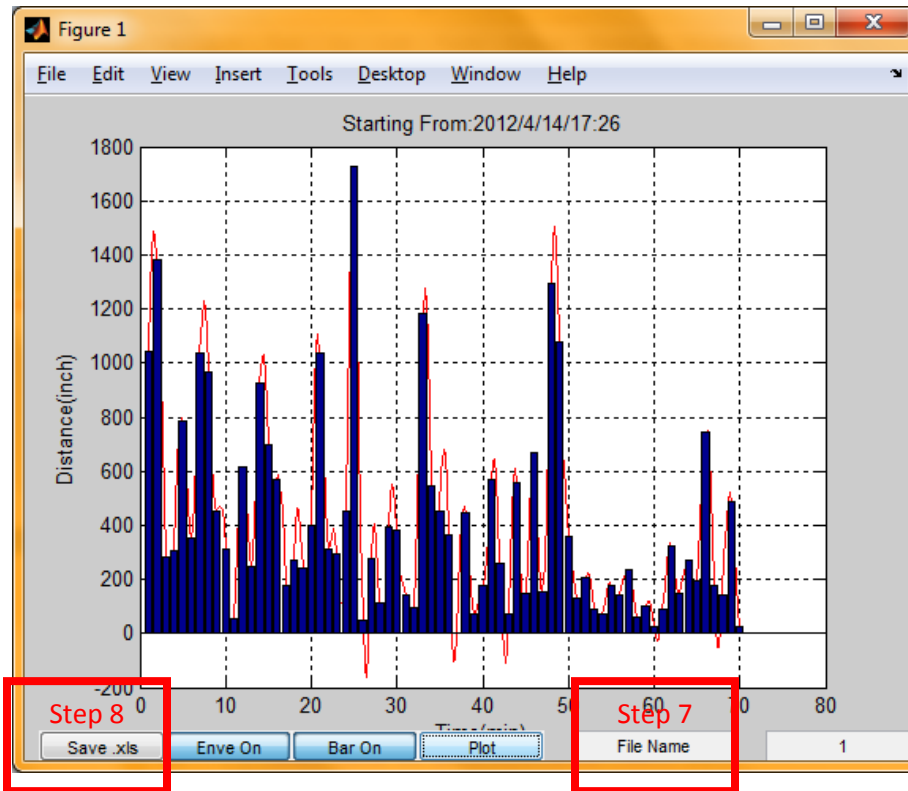 Figure 1
File Edit View Insert Tools Desktop Window Help
Starting From:2012/4/14/17:26
Distance(inch)
1800
1600
1400
1200
1000
800
600
400
200
0
-200
0 10 20 30 40 50 60 70 80
Time(min)
Step 8
Step 7
Save .xls Enve On Bar On Plot File Name 1